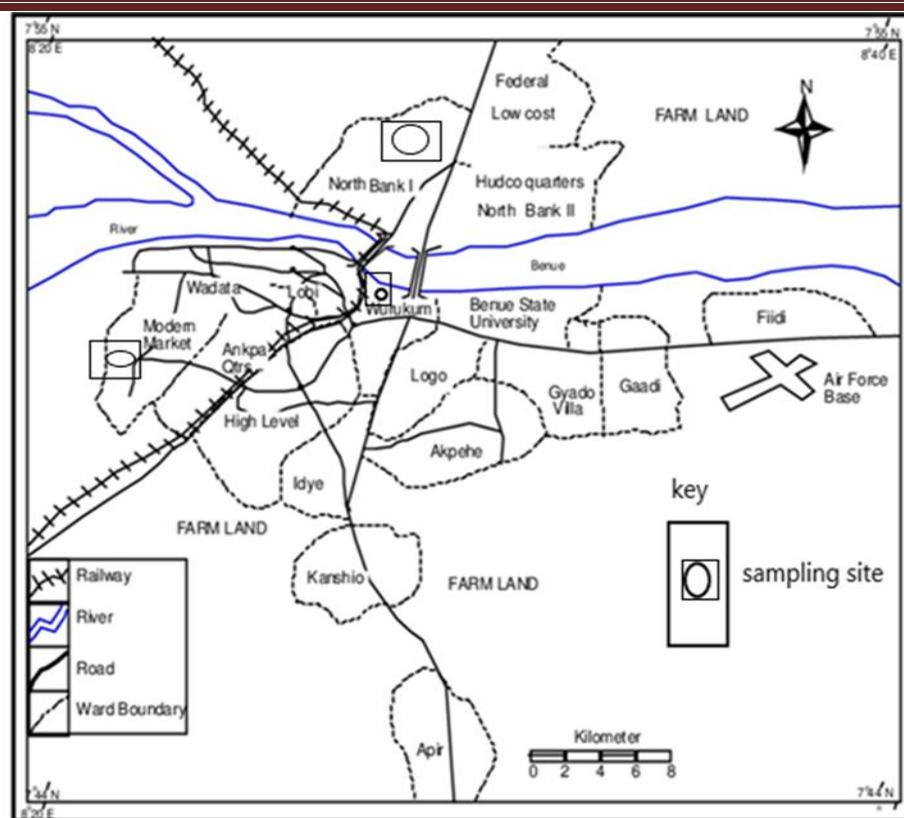 7°55 N
8°20 E
7°55 N
8°40 E
Federal
Low cost
FARM LAND
N
North Bank I
Hudco quarters
North Bank II
River
Benue
Wadata
Lobi
Wurukum
Benue State
University
Fiidi
Modern
Market
Ankpa
Qtrs
Logo
Gyado
Villa
Gaadi
Air Force
Base
High Level
Akpehe
Idye
key
FARM LAND
Kanshio
FARM LAND
sampling site
Railway
River
Road
Ward Boundary
Kilometer
0 2 4 6 8
Apir
7°44 N
8°20 E
7°44 N